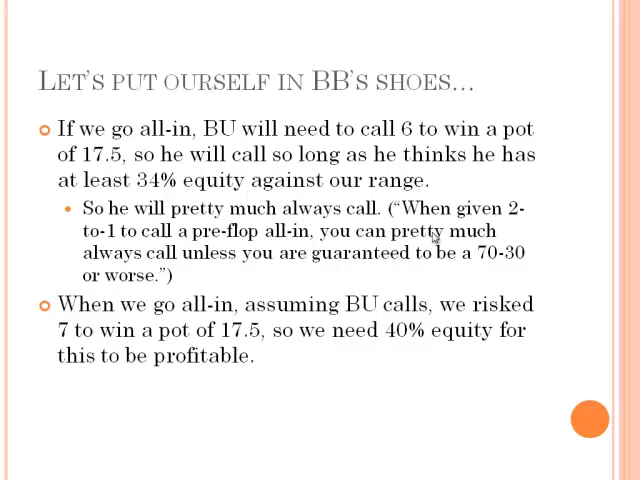 LET'S PUT OURSELF IN BB'S SHOES…
If we go all-in, BU will need to call 6 to win a pot
of 17.5, so he will call so long as he thinks he has
at least 34% equity against our range.
So he will pretty much always call. (“When given 2-
to-1 to call a pre-flop all-in, you can pretty much
always call unless you are guaranteed to be a 70-30
or worse.”)
When we go all-in, assuming BU calls, we risked
7 to win a pot of 17.5, so we need 40% equity for
this to be profitable.